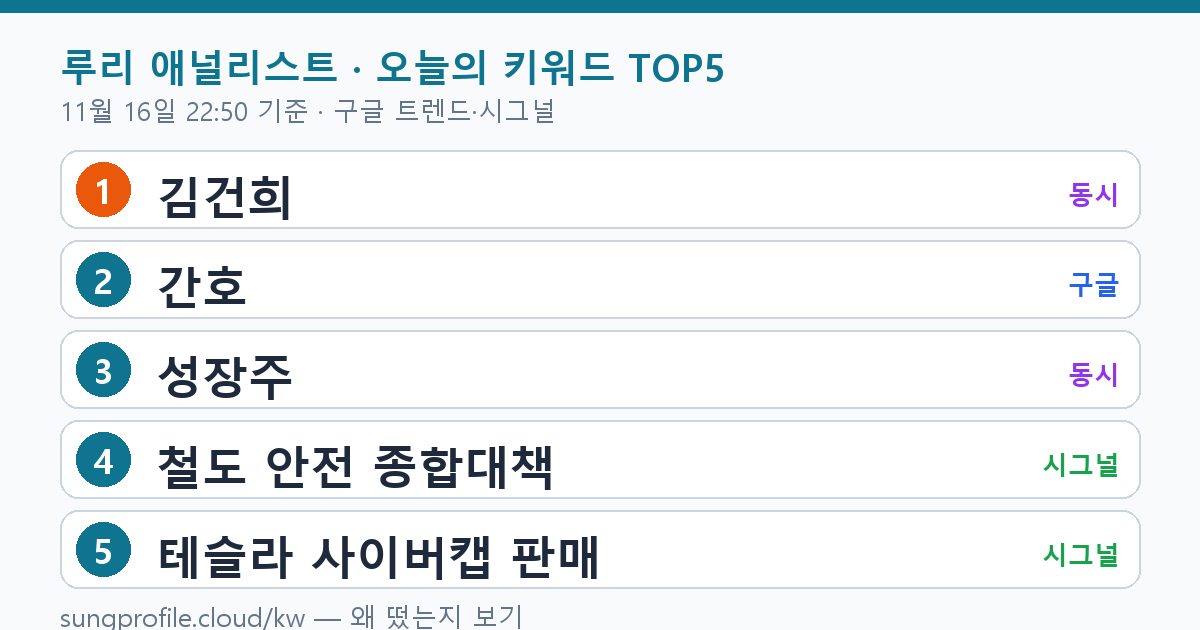 루리 애널리스트 · 오늘의 키워드 TOP5
11월 16일 22:50 기준 · 구글 트렌드·시그널
1 김건희 동시
2 간호 구글
3 성장주 동시
4 철도 안전 종합대책 시그널
5 테슬라 사이버캡 판매 시그널
sungprofile.cloud/kw — 왜 떴는지 보기